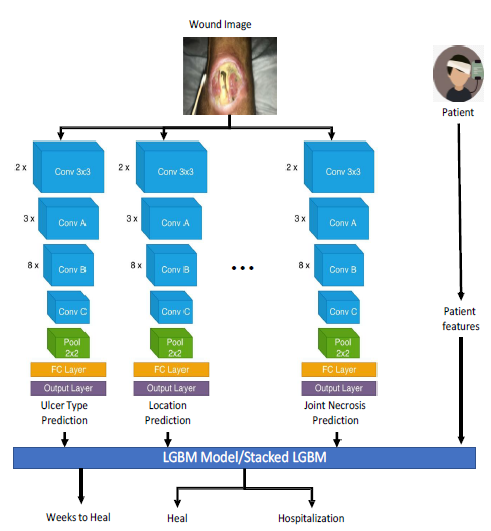 Wound Image
Patient
2 x Conv 3x3
2 x Conv 3x3
2 x Conv 3x3
3 x Conv A
3 x Conv A
3 x Conv A
8 x Conv B
8 x Conv B
8 x Conv B
Conv C
Conv C
Conv C
Pool
2x2
Pool
2x2
Pool
2x2
FC Layer
FC Layer
FC Layer
Output Layer
Output Layer
Output Layer
Ulcer Type
Prediction
Location
Prediction
Joint Necrosis
Prediction
Patient
features
LGBM Model/Stacked LGBM
Weeks to Heal
Heal
Hospitalization